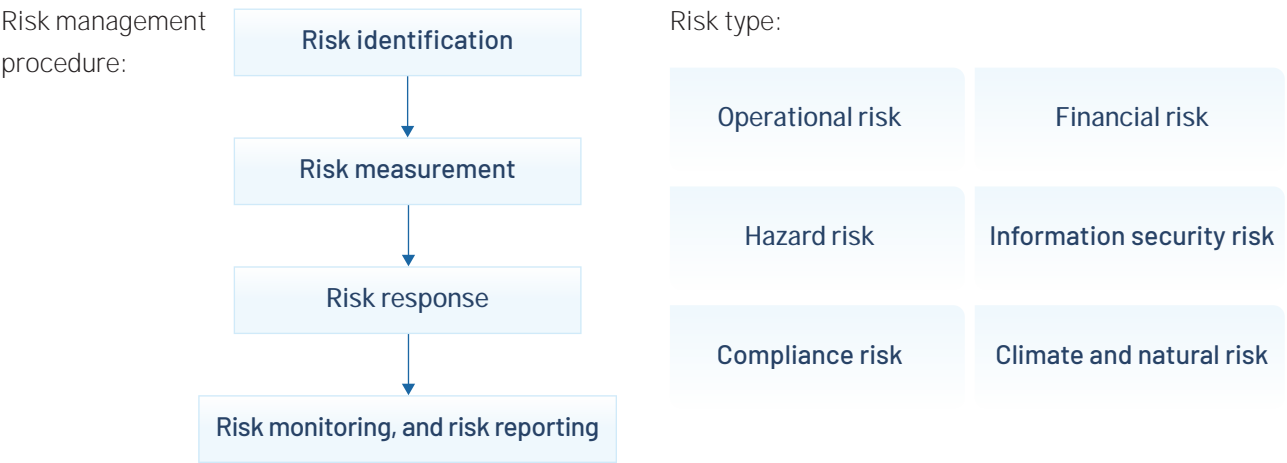 Risk management
procedure:
Risk identification
Risk measurement
Risk response
Risk monitoring, and risk reporting
Risk type:
Operational risk
Financial risk
Hazard risk
Information security risk
Compliance risk
Climate and natural risk